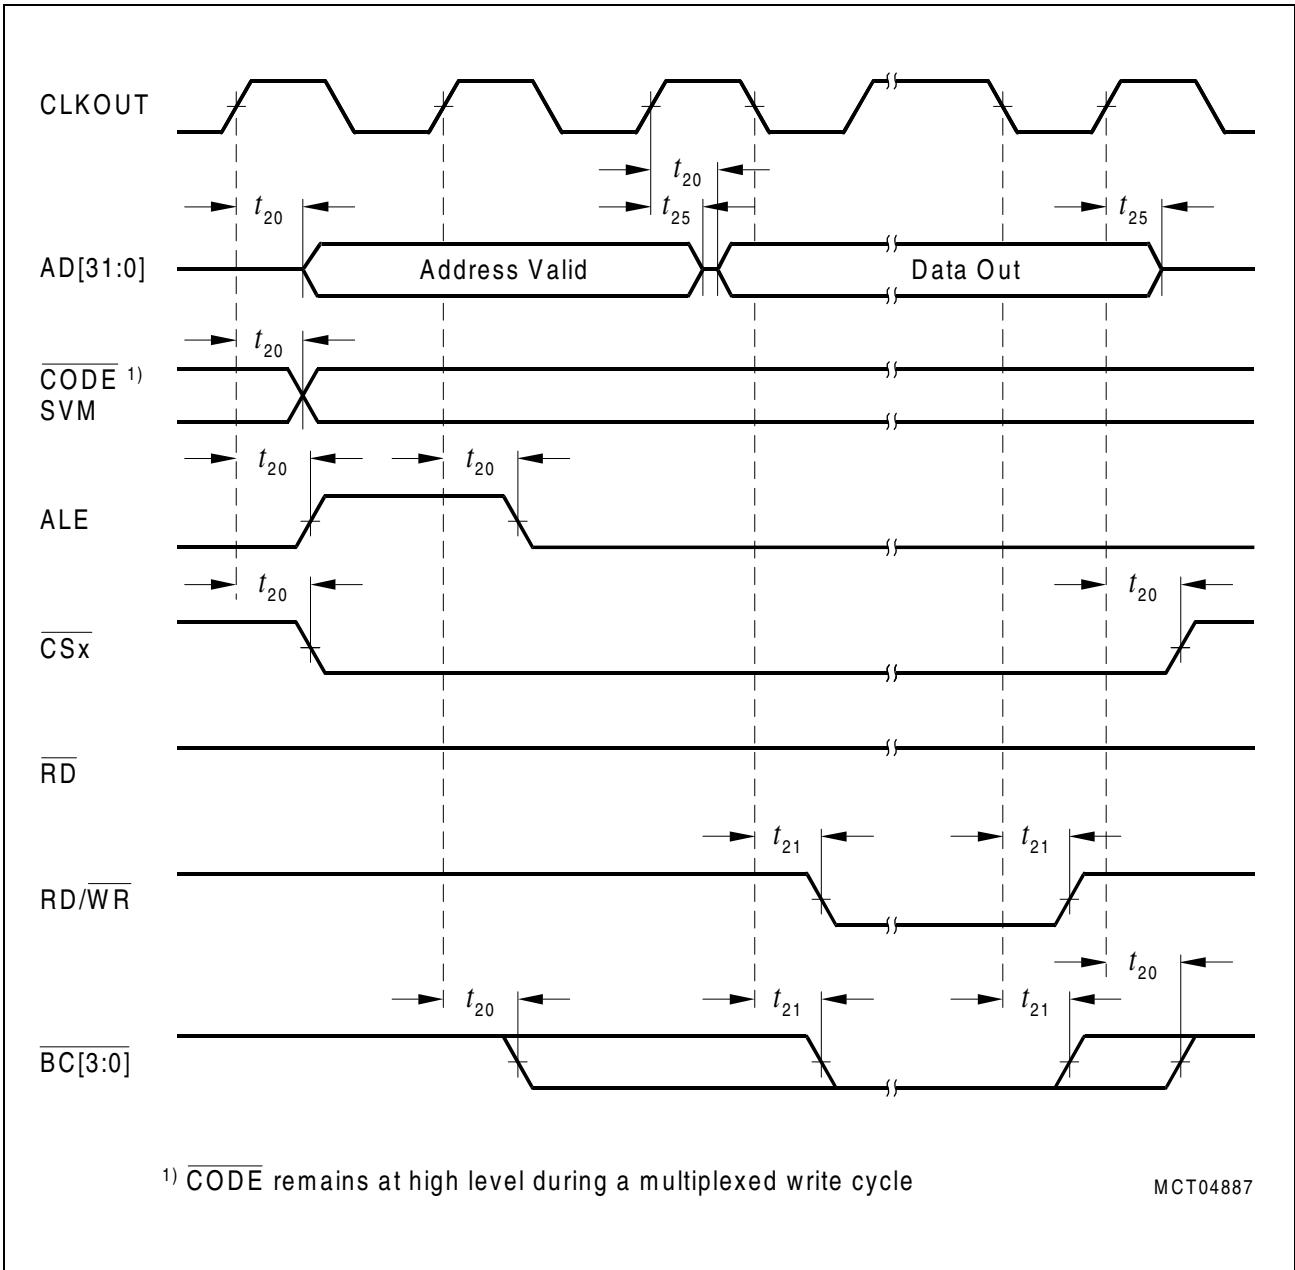 CLKOUT
t20
t20 t25 t25
AD[31:0] Address Valid Data Out
t20
CODE 1)
SVM
t20 t20
ALE
t20 t20
CSx
RD
t21 t21
RD/WR
t20
t20 t21 t21
BC[3:0]
1) CODE remains at high level during a multiplexed write cycle
MCT04887